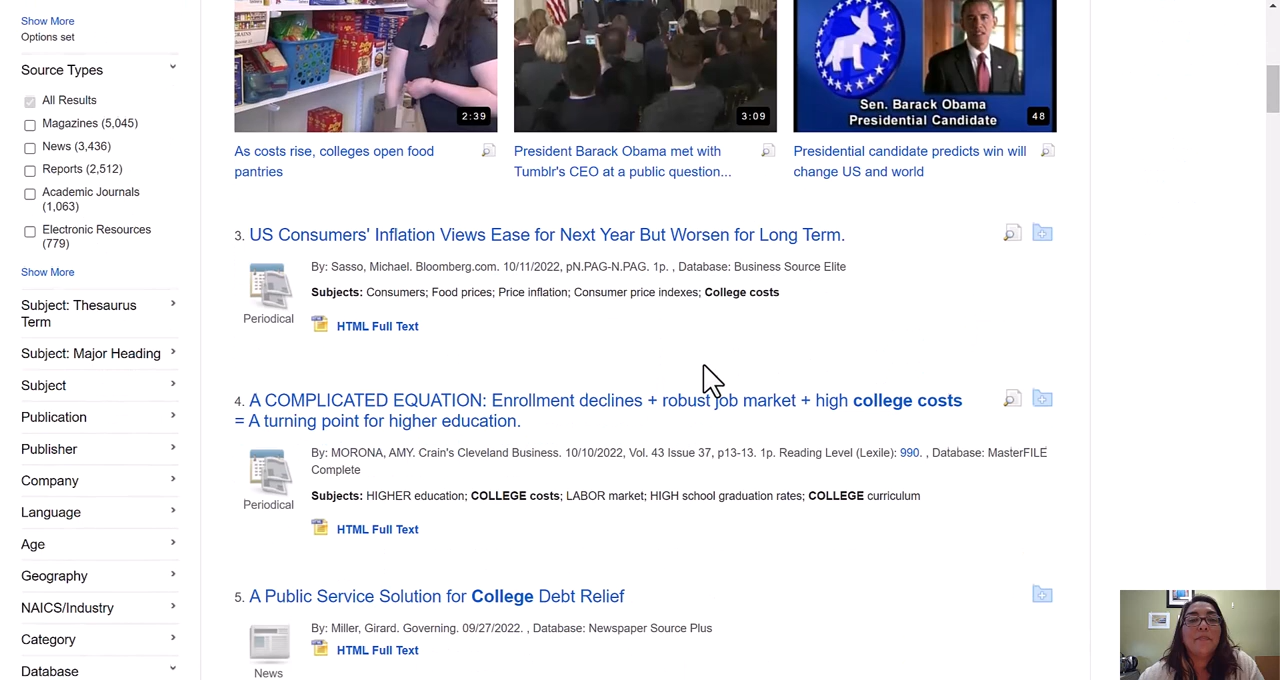 Show More
Options set
Source Types
All Results
Magazines (5,045)
News (3,436)
Reports (2,512)
Academic Journals
(1,063)
Electronic Resources
(779)
Show More
Subject: Thesaurus
Term
Subject: Major Heading
Subject
Publication
Publisher
Company
Language
Age
Geography
NAICS/Industry
Category
Database
2:39
3:09
Sen. Barack Obama
Presidential Candidate
48
As costs rise, colleges open food
pantries
President Barack Obama met with
Tumblr's CEO at a public question...
Presidential candidate predicts win will
change US and world
3. US Consumers' Inflation Views Ease for Next Year But Worsen for Long Term.
By: Sasso, Michael. Bloomberg.com. 10/11/2022, pN.PAG-N.PAG. 1p. , Database: Business Source Elite
Subjects: Consumers; Food prices; Price inflation; Consumer price indexes; College costs
Periodical
HTML Full Text
4. A COMPLICATED EQUATION: Enrollment declines + robust job market + high college costs
= A turning point for higher education.
By: MORONA, AMY. Crain's Cleveland Business. 10/10/2022, Vol. 43 Issue 37, p13-13. 1p. Reading Level (Lexile): 990. , Database: MasterFILE
Complete
Subjects: HIGHER education; COLLEGE costs; LABOR market; HIGH school graduation rates; COLLEGE curriculum
Periodical
HTML Full Text
5. A Public Service Solution for College Debt Relief
By: Miller, Girard. Governing. 09/27/2022. , Database: Newspaper Source Plus
HTML Full Text
News